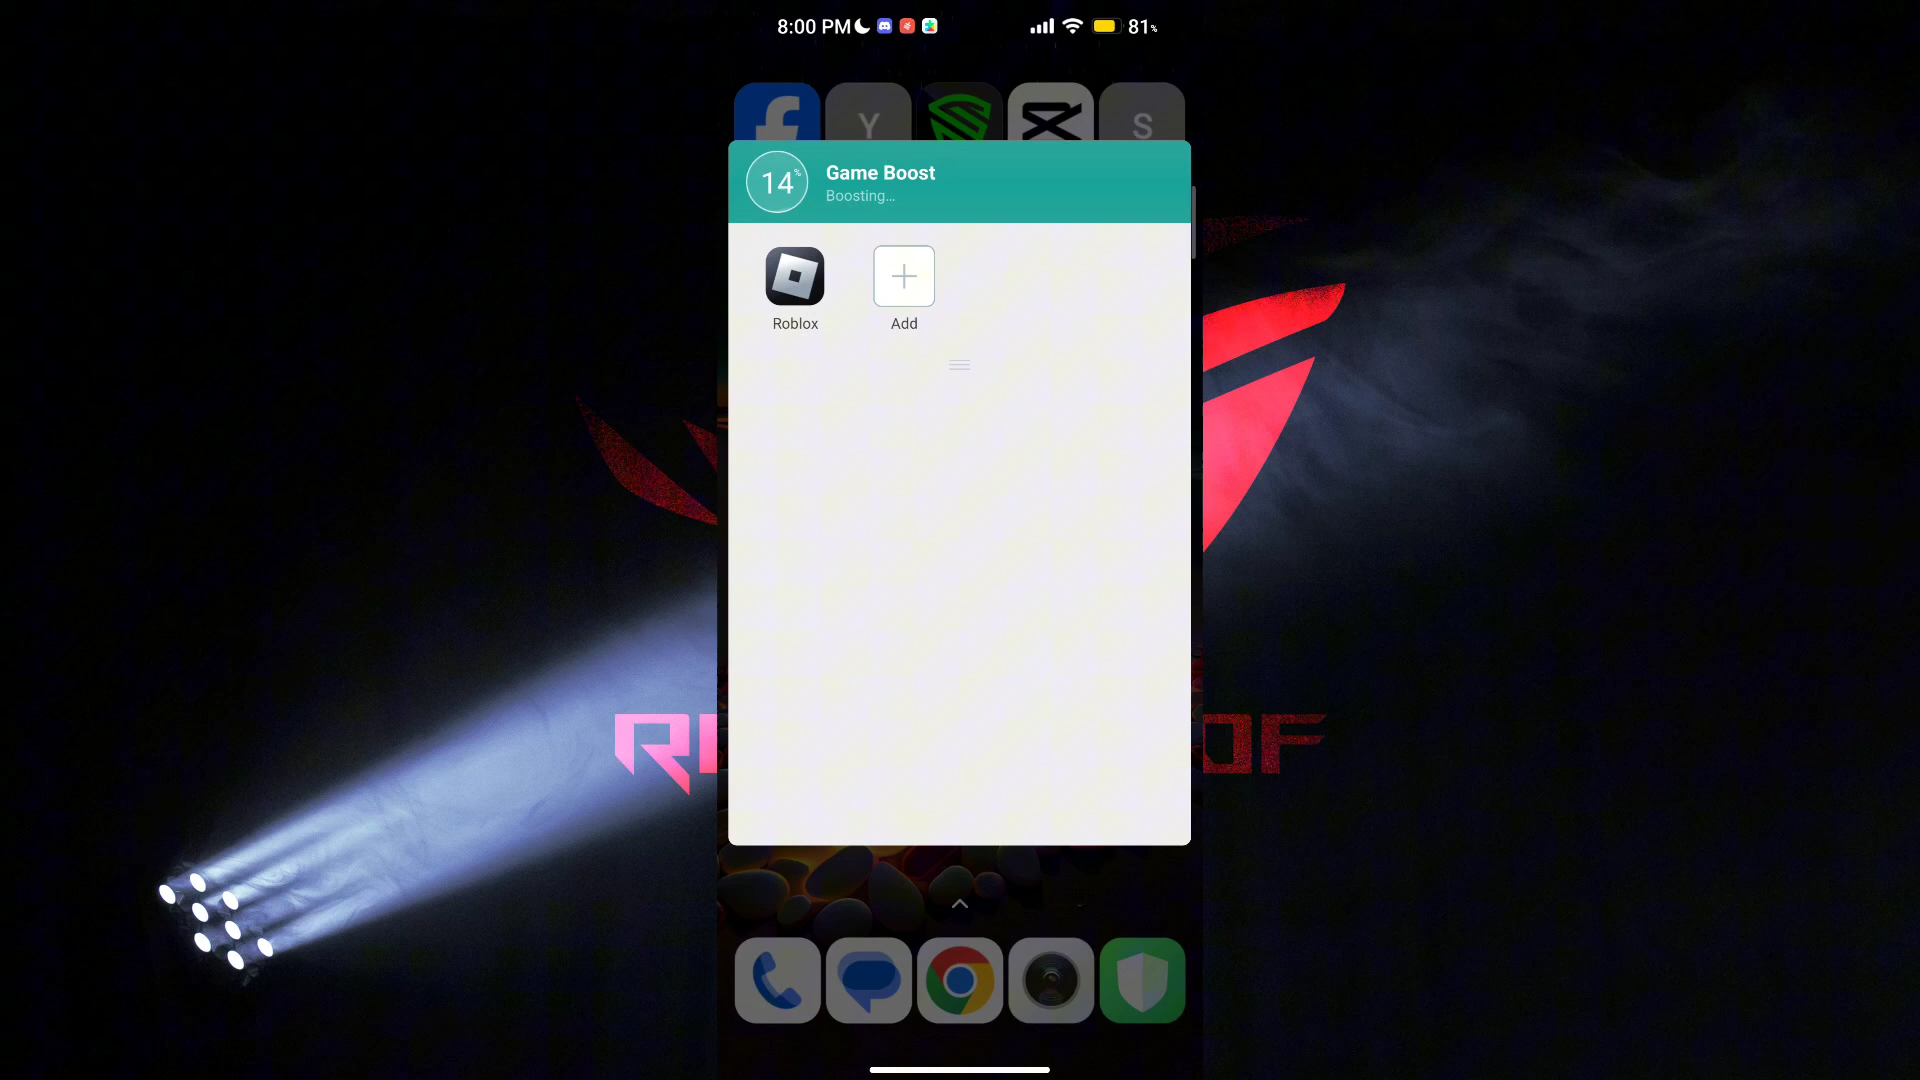 8:00 PM
81%
Y
S
14%
Game Boost
Boosting...
Roblox
Add